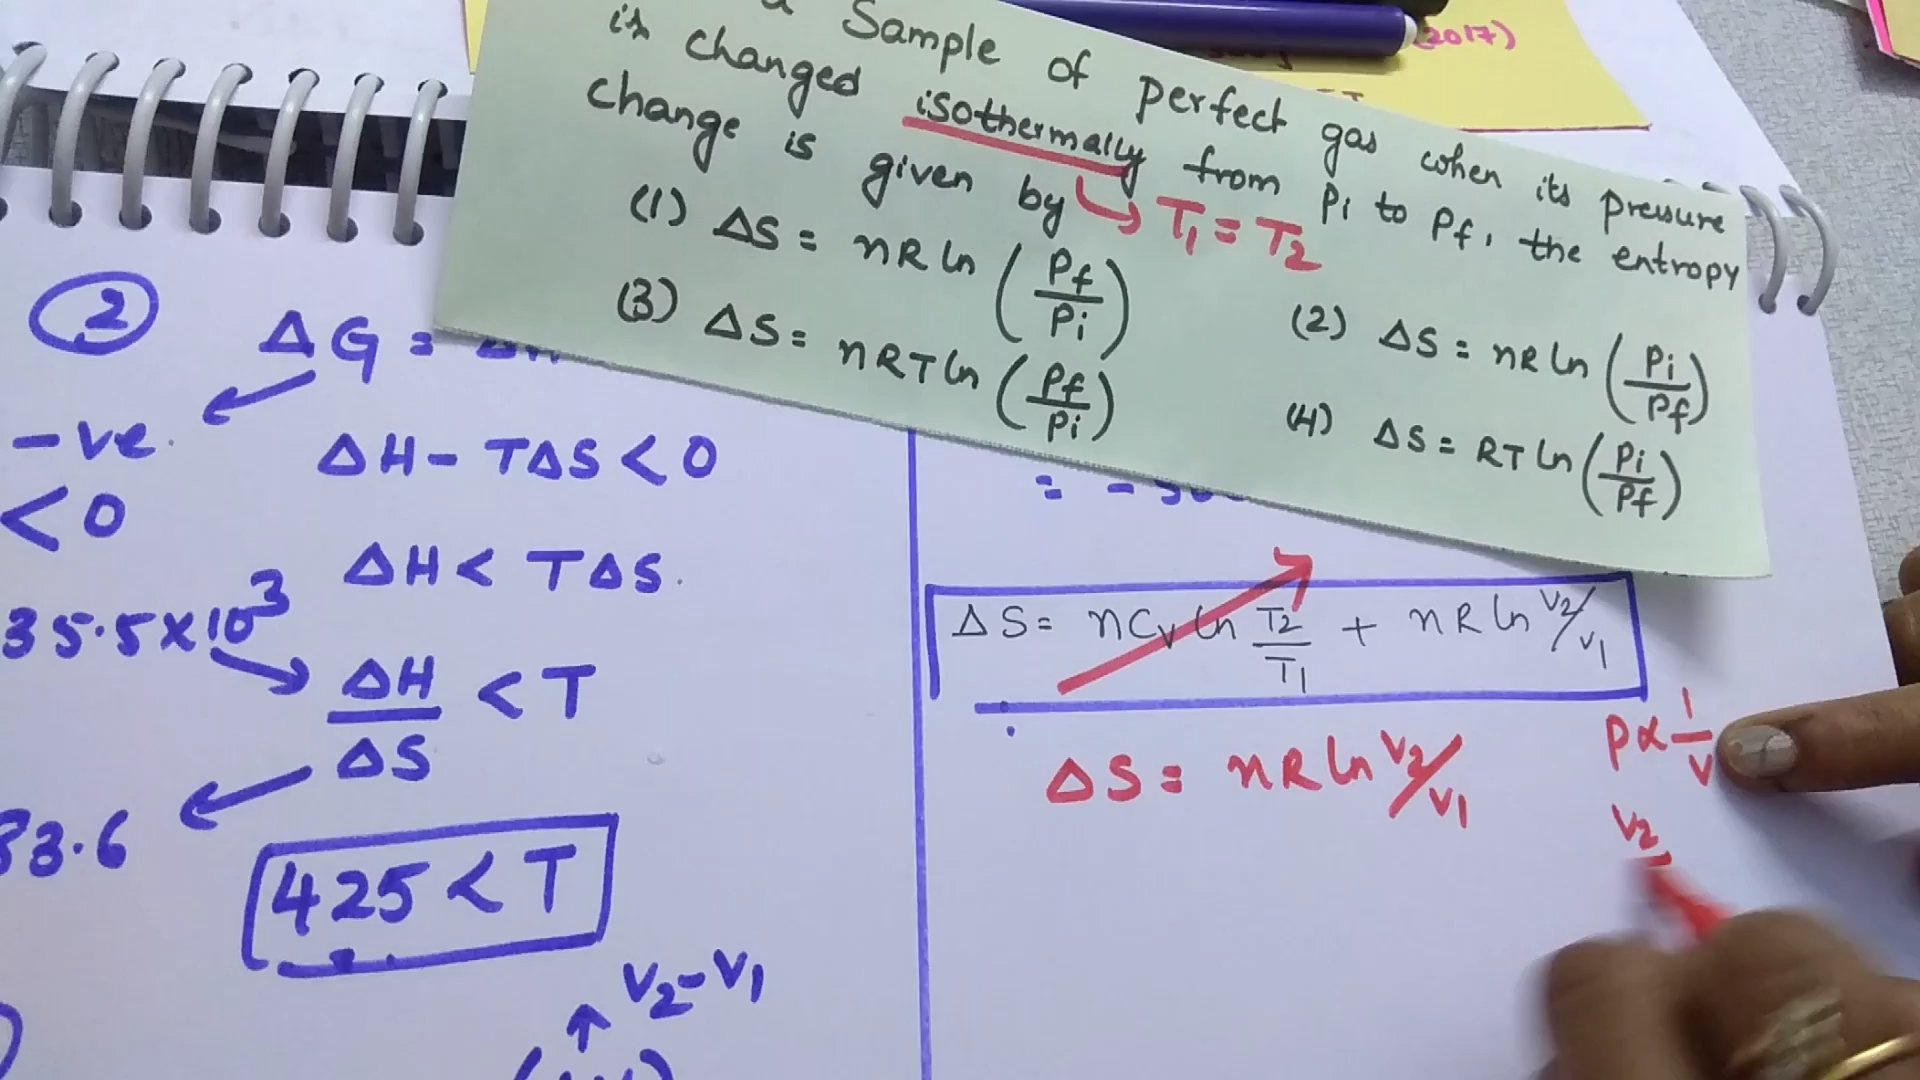 (2017)
a Sample of perfect gas when its pressure
is changed isothermally from Pi to Pf, the entropy
change is given by
T1 = T2
(1) ΔS = nR ln (Pf/Pi)
(2) ΔS = nR ln (Pi/Pf)
(3) ΔS = nRT ln (Pf/Pi)
(4) ΔS = RT ln (Pi/Pf)
2
ΔG =
-ve
<0
ΔH - TΔS < 0
ΔH < TΔS.
35.5×10³
ΔH/ΔS < T
33.6
425 < T
V2-V1
ΔS = nCv ln T2/T1 + nR ln V2/V1
ΔS = nR ln V2/V1
P ∝ 1/V
V2